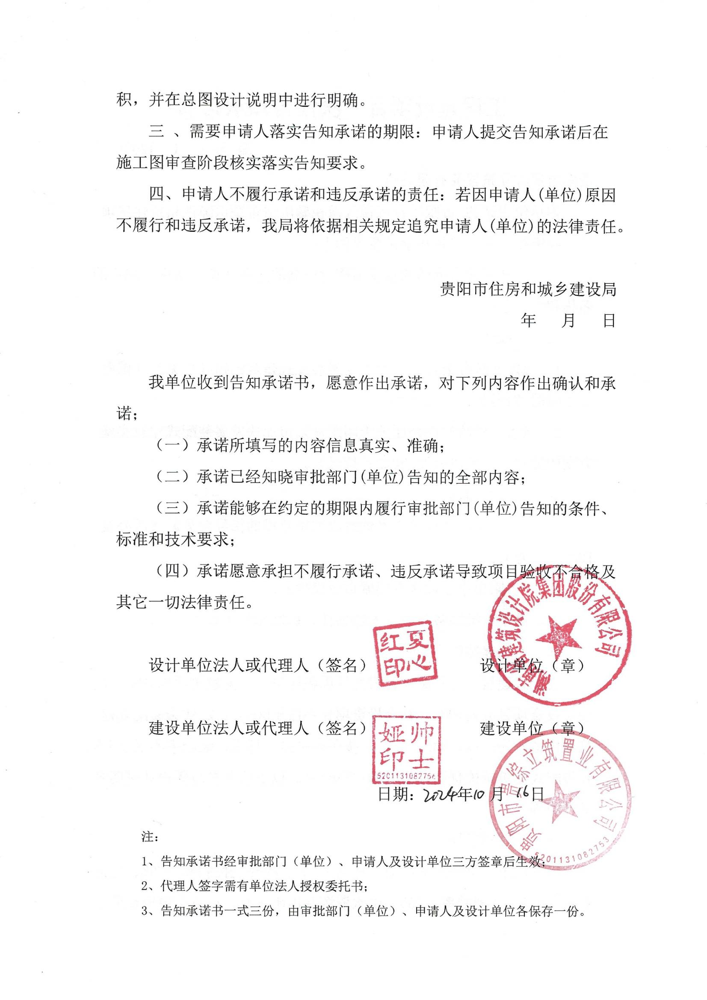 积，并在总图设计说明中进行明确。
三 、需要申请人落实告知承诺的期限：申请人提交告知承诺后在
施工图审查阶段核实落实告知要求。
四、申请人不履行承诺和违反承诺的责任：若因申请人(单位)原因
不履行和违反承诺，我局将依据相关规定追究申请人(单位)的法律责任。
贵阳市住房和城乡建设局
年 月 日
我单位收到告知承诺书，愿意作出承诺，对下列内容作出确认和承
诺；
（一）承诺所填写的内容信息真实、准确；
（二）承诺已经知晓审批部门(单位)告知的全部内容；
（三）承诺能够在约定的期限内履行审批部门(单位)告知的条件、
标准和技术要求；
（四）承诺愿意承担不履行承诺、违反承诺导致项目验收不合格及
其它一切法律责任。
设计单位法人或代理人（签名）
红夏
印心
设计单位（章）
省建筑设计院集团股份有限公司
建设单位法人或代理人（签名）
娅帅
印士
5201131082756
建设单位（章）
贵阳市贵综立筑置业有限公司
5201131082753
日期：2024年10月16日
注：
1、告知承诺书经审批部门（单位）、申请人及设计单位三方签章后生效；
2、代理人签字需有单位法人授权委托书；
3、告知承诺书一式三份，由审批部门（单位）、申请人及设计单位各保存一份。